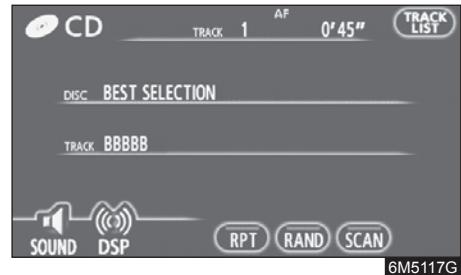 CD TRACK 1 AF 0'45" TRACK LIST
DISC BEST SELECTION
TRACK BBBBB
SOUND DSP RPT RAND SCAN
6M5117G